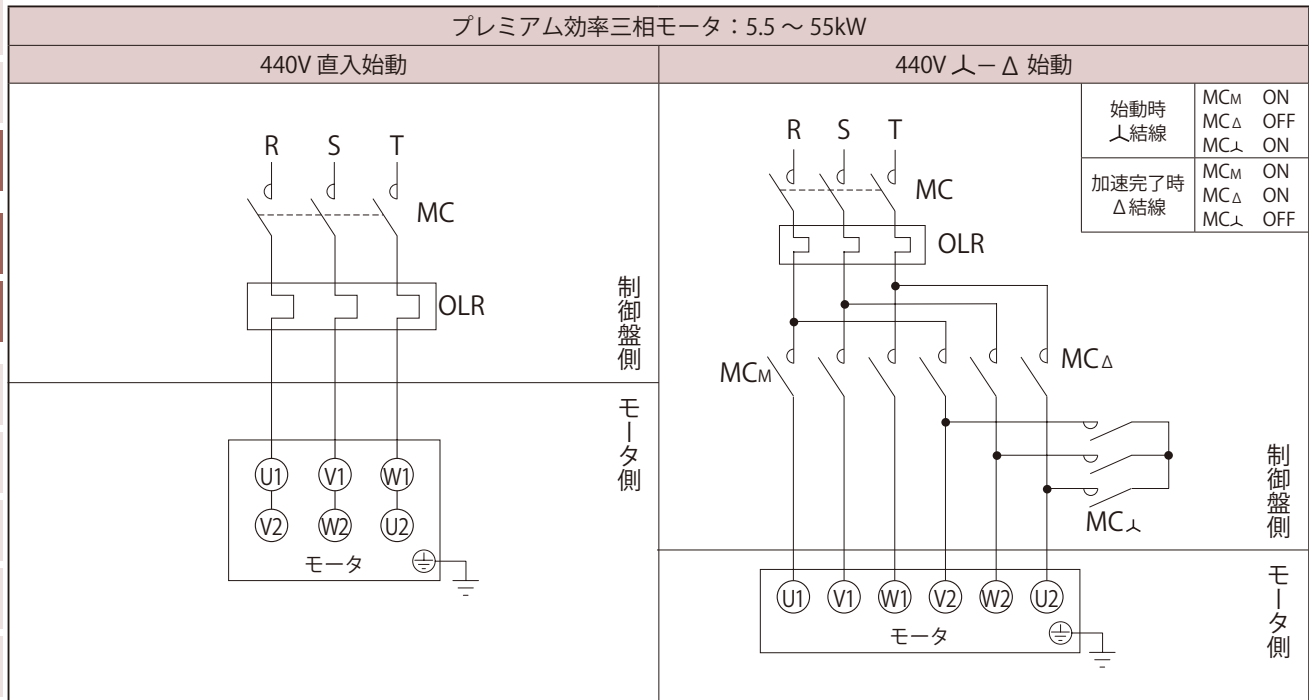 プレミアム効率三相モータ：5.5 ～ 55kW
440V 直入始動
R S T
MC
OLR
制御盤側
モータ側
U1 V1 W1
V2 W2 U2
モータ
440V 人－Δ 始動
始動時
人結線
MCM ON
MCΔ OFF
MC人 ON
加速完了時
Δ結線
MCM ON
MCΔ ON
MC人 OFF
R S T
MC
OLR
MCM
MCΔ
MC人
制御盤側
モータ側
U1 V1 W1 V2 W2 U2
モータ